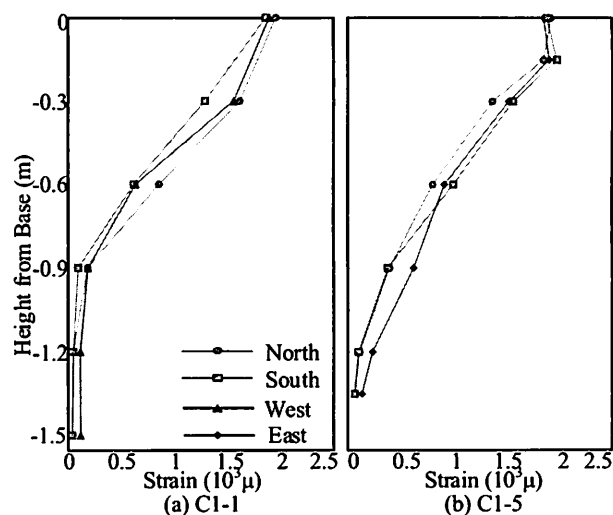 0
-0.3
-0.6
-0.9
-1.2
-1.5
Height from Base (m)
North
South
West
East
0 0.5 1 1.5 2 2.5
0 0.5 1 1.5 2 2.5
Strain (10³μ)
Strain (10³μ)
(a) C1-1
(b) C1-5